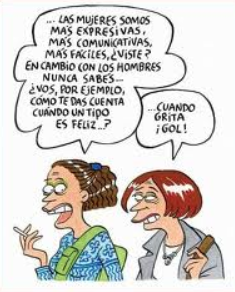 ... LAS MUJERES SOMOS
MÁS EXPRESIVAS,
MÁS COMUNICATIVAS,
MÁS FÁCILES, ¿VISTE?
EN CAMBIO CON LOS HOMBRES
NUNCA SABÉS...
¿VOS, POR EJEMPLO,
CÓMO TE DAS CUENTA
CUÁNDO UN TIPO
ES FELIZ..?
...CUANDO
GRITA
¡GOL!